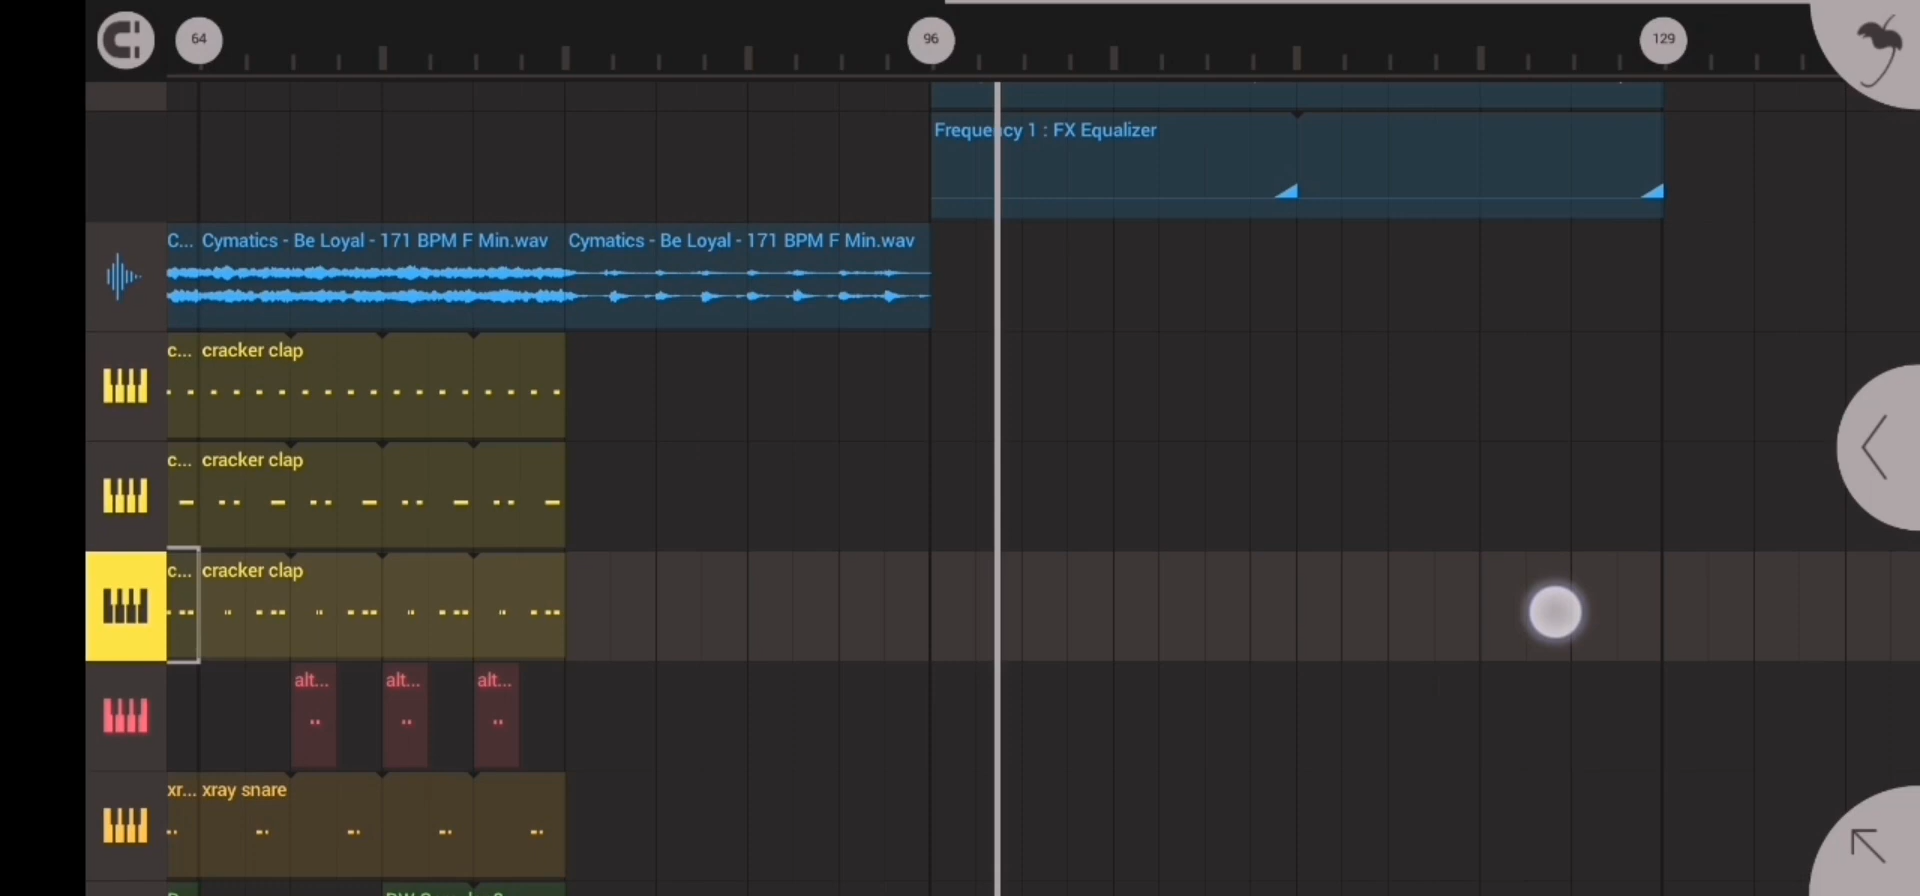 64
96
129
Frequency 1 : FX Equalizer
C... Cymatics - Be Loyal - 171 BPM F Min.wav Cymatics - Be Loyal - 171 BPM F Min.wav
c... cracker clap
c... cracker clap
c... cracker clap
alt... alt... alt...
xr... xray snare